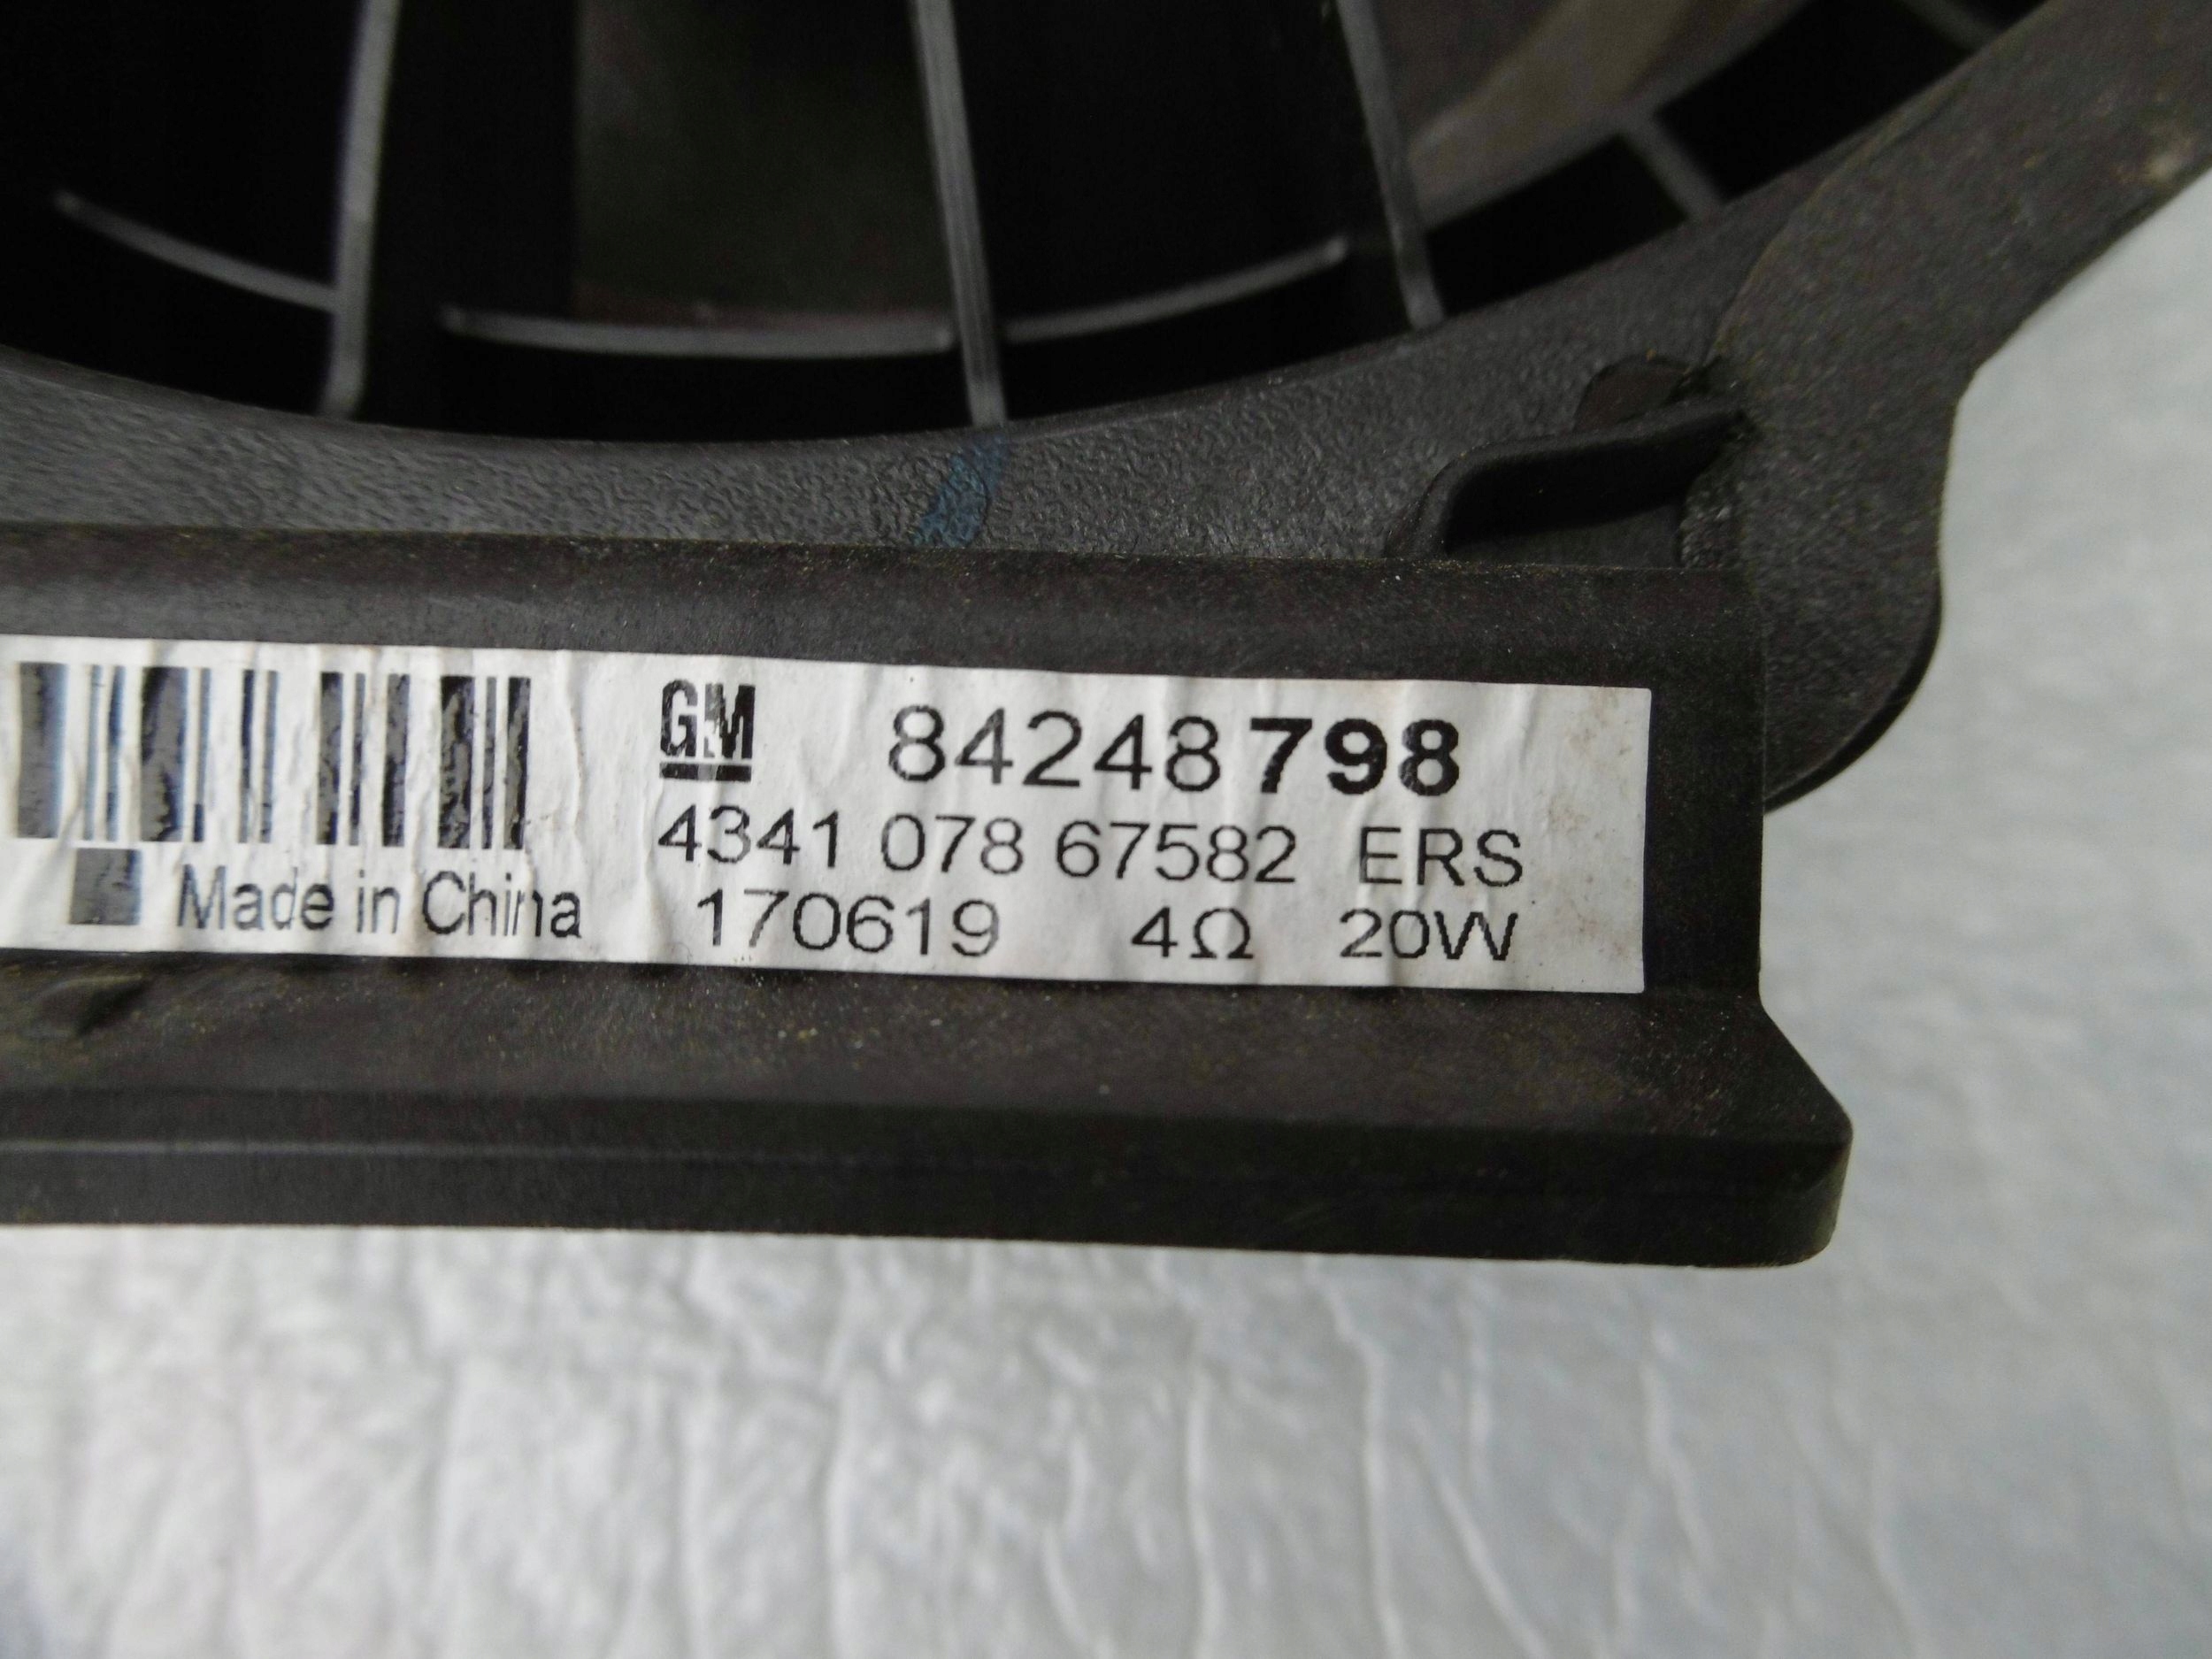 GM 84248798
4341 078 67582 ERS
Made in China 170619 4Ω 20W